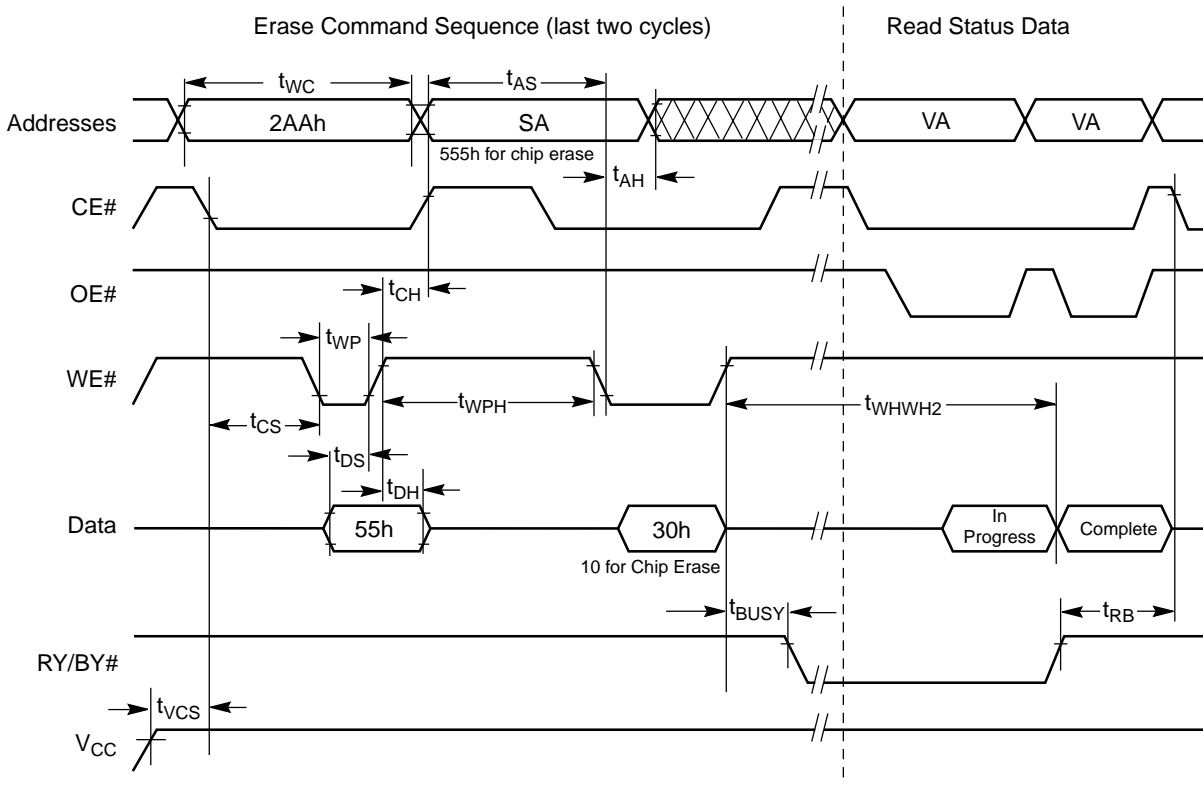 Erase Command Sequence (last two cycles)
Read Status Data
tWC
tAS
Addresses
2AAh
SA
VA
VA
555h for chip erase
tAH
CE#
OE#
tCH
tWP
WE#
tWPH
tWHWH2
tCS
tDS
tDH
Data
55h
30h
In
Progress
Complete
10 for Chip Erase
tBUSY
tRB
RY/BY#
tVCS
VCC